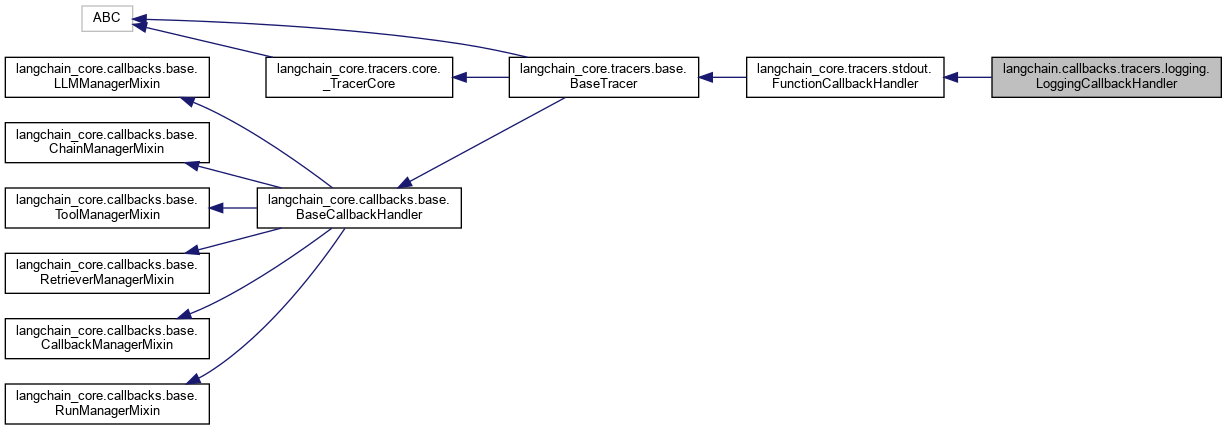 ABC
langchain_core.callbacks.base.
LLMManagerMixin
langchain_core.tracers.core.
_TracerCore
langchain_core.tracers.base.
BaseTracer
langchain_core.tracers.stdout.
FunctionCallbackHandler
langchain.callbacks.tracers.logging.
LoggingCallbackHandler
langchain_core.callbacks.base.
ChainManagerMixin
langchain_core.callbacks.base.
ToolManagerMixin
langchain_core.callbacks.base.
BaseCallbackHandler
langchain_core.callbacks.base.
RetrieverManagerMixin
langchain_core.callbacks.base.
CallbackManagerMixin
langchain_core.callbacks.base.
RunManagerMixin